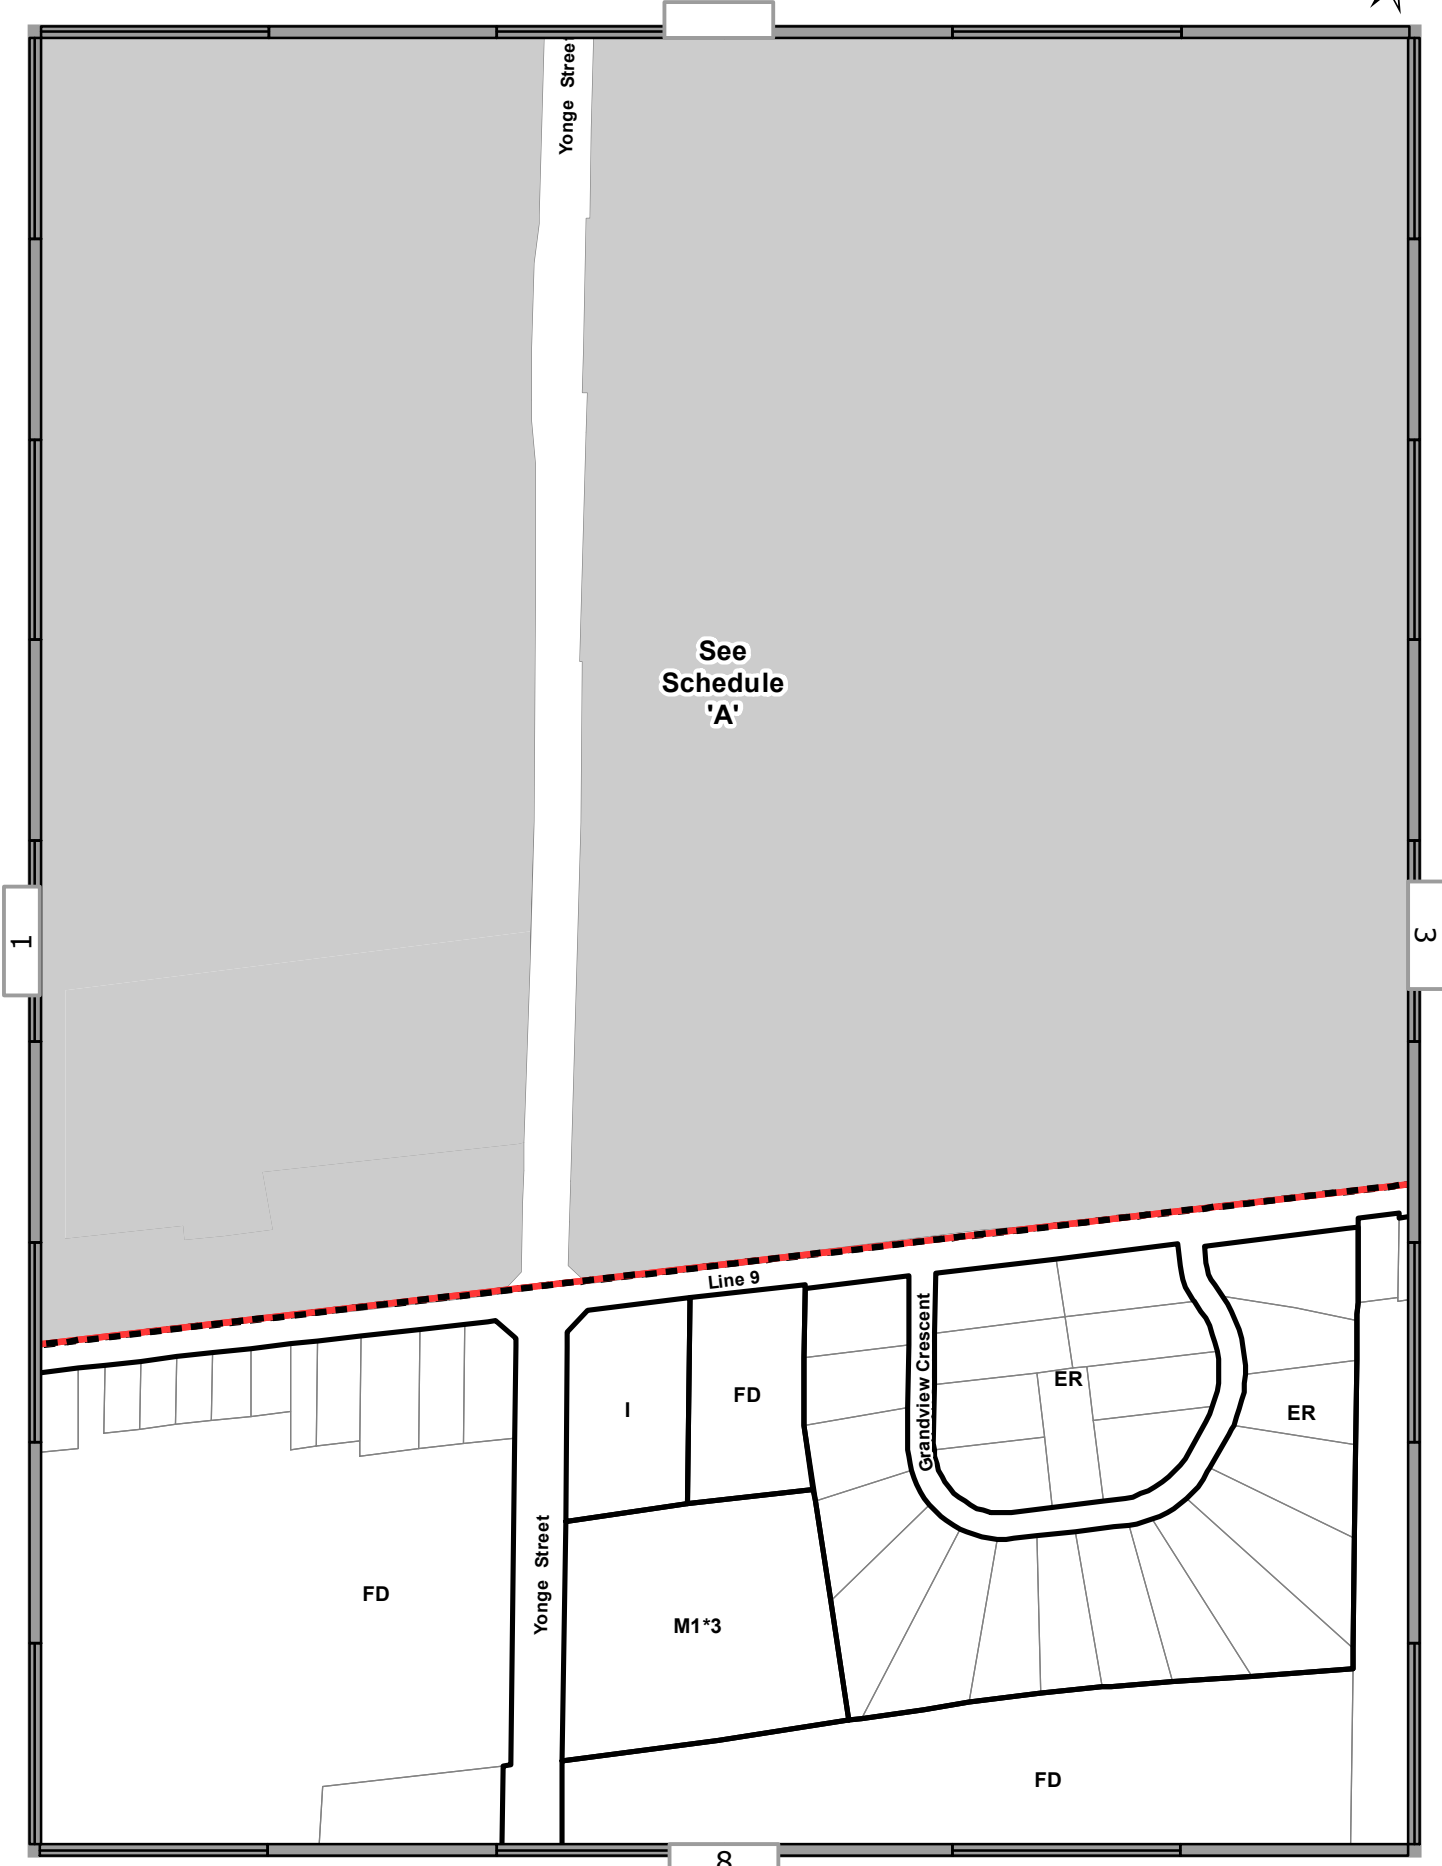 Yonge Stree
See
Schedule
'A'
1
3
Line 9
Grandview Crescent
ER
FD
I
ER
Yonge Street
FD
M1*3
FD
8